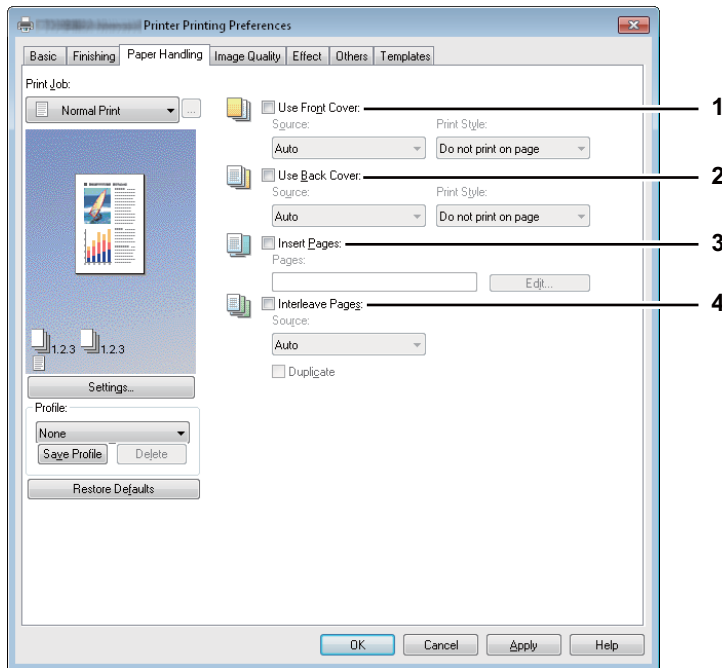 Printer Printing Preferences
Basic Finishing Paper Handling Image Quality Effect Others Templates
Print Job:
Normal Print ...
1.2.3 1.2.3
Settings...
Profile:
None
Save Profile Delete
Restore Defaults
Use Front Cover: 1
Source: Print Style:
Auto Do not print on page
Use Back Cover: 2
Source: Print Style:
Auto Do not print on page
Insert Pages: 3
Pages:
Edit...
Interleave Pages: 4
Source:
Auto
Duplicate
OK Cancel Apply Help